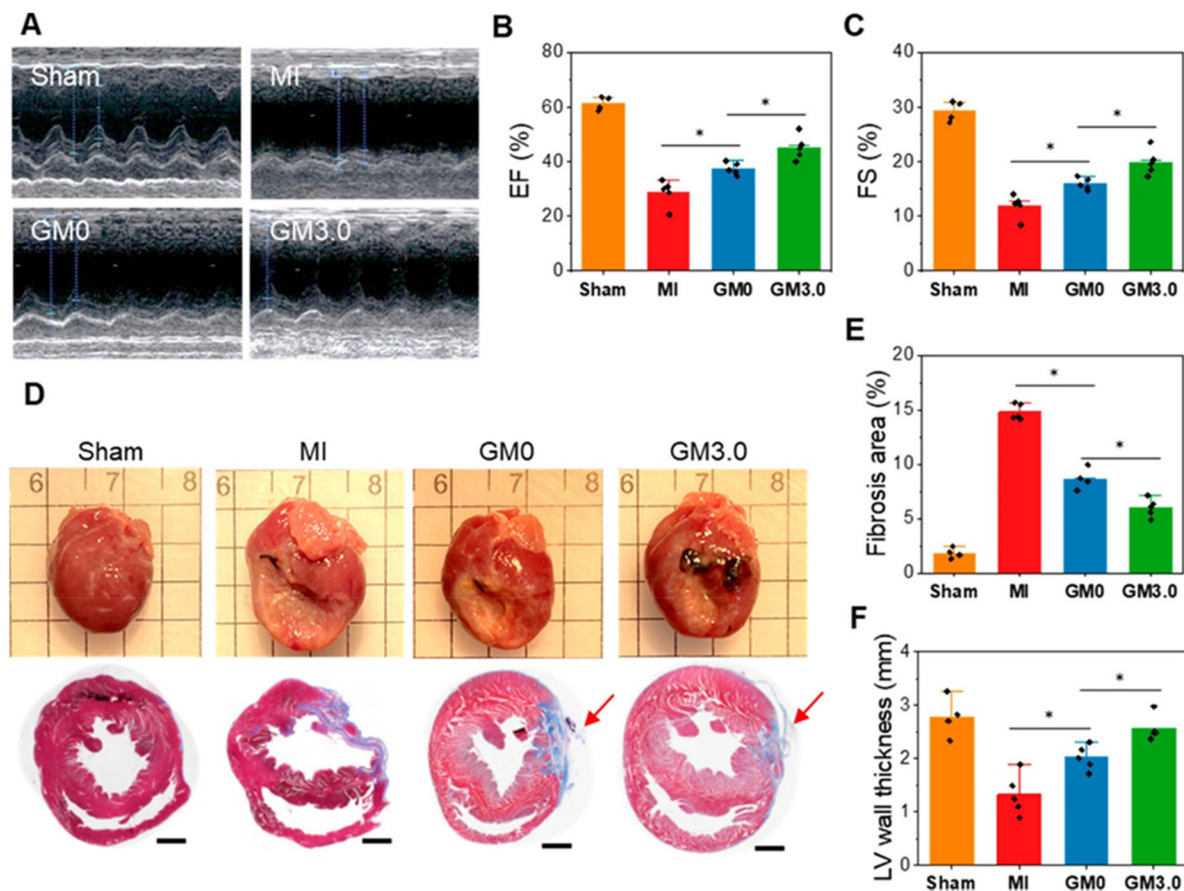 A
Sham
MI
GM0
GM3.0
B
EF (%)
80
60
40
20
0
*
*
Sham MI GM0 GM3.0
C
FS (%)
40
30
20
10
0
*
*
Sham MI GM0 GM3.0
D
Sham MI GM0 GM3.0
6 7 8
6 7 8
6 7 8
6 7 8
E
Fibrosis area (%)
20
15
10
5
0
*
*
Sham MI GM0 GM3.0
F
LV wall thickness (mm)
4
3
2
1
0
*
*
Sham MI GM0 GM3.0